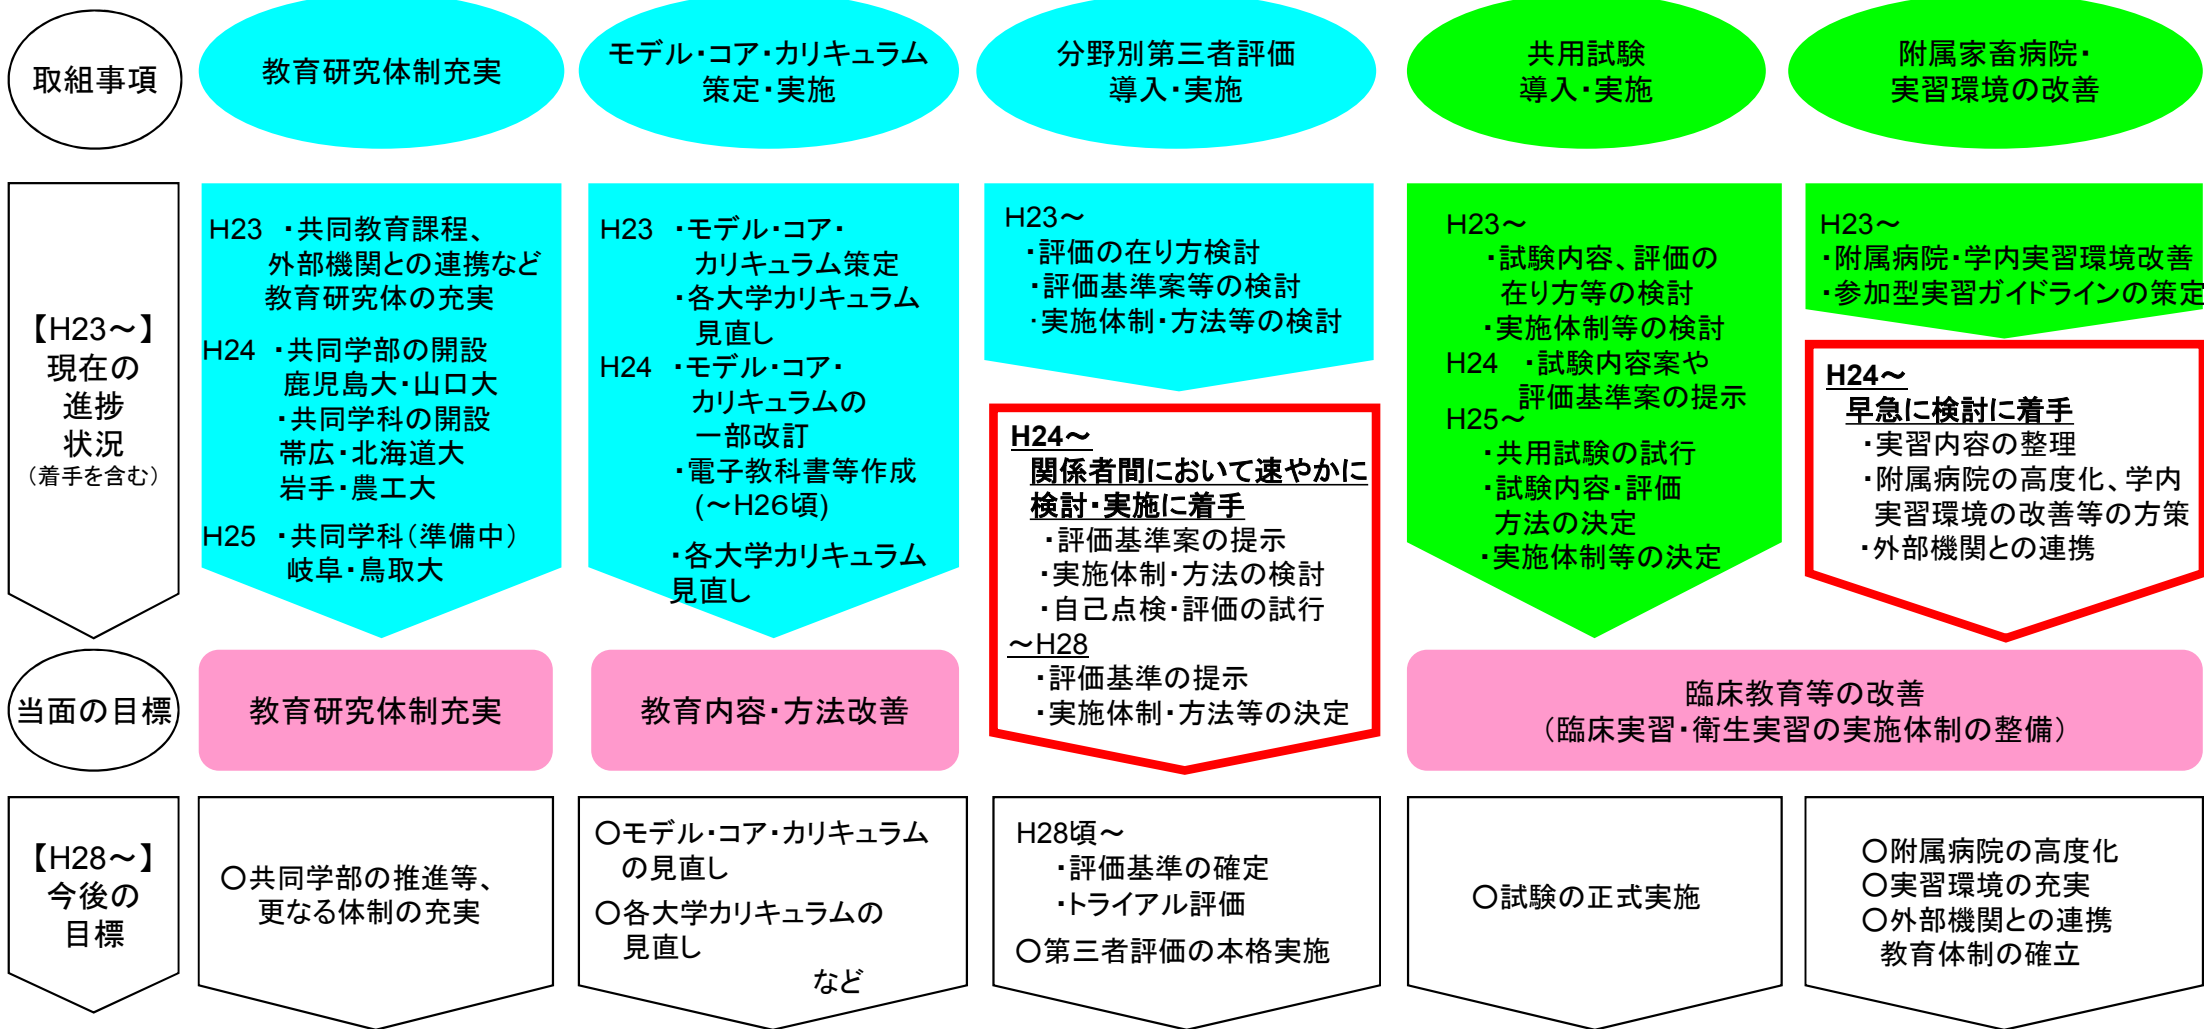 取組事項
教育研究体制充実
モデル・コア・カリキュラム
策定・実施
分野別第三者評価
導入・実施
共用試験
導入・実施
附属家畜病院・
実習環境の改善
【H23～】
現在の
進捗
状況
（着手を含む）
H23 ・共同教育課程、
外部機関との連携など
教育研究体の充実
H24 ・共同学部の開設
鹿児島大・山口大
・共同学科の開設
帯広・北海道大
岩手・農工大
H25 ・共同学科（準備中）
岐阜・鳥取大
H23 ・モデル・コア・
カリキュラム策定
・各大学カリキュラム
見直し
H24 ・モデル・コア・
カリキュラムの
一部改訂
・電子教科書等作成
(～H26頃)
・各大学カリキュラム
見直し
H23～
・評価の在り方検討
・評価基準案等の検討
・実施体制・方法等の検討
H24～
関係者間において速やかに
検討・実施に着手
・評価基準案の提示
・実施体制・方法の検討
・自己点検・評価の試行
～H28
・評価基準の提示
・実施体制・方法等の決定
H23～
・試験内容、評価の
在り方等の検討
・実施体制等の検討
H24 ・試験内容案や
評価基準案の提示
H25～
・共用試験の試行
・試験内容・評価
方法の決定
・実施体制等の決定
H23～
・附属病院・学内実習環境改善
・参加型実習ガイドラインの策定
H24～
早急に検討に着手
・実習内容の整理
・附属病院の高度化、学内
実習環境の改善等の方策
・外部機関との連携
当面の目標
教育研究体制充実
教育内容・方法改善
臨床教育等の改善
（臨床実習・衛生実習の実施体制の整備）
【H28～】
今後の
目標
〇共同学部の推進等、
更なる体制の充実
〇モデル・コア・カリキュラム
の見直し
〇各大学カリキュラムの
見直し
など
H28頃～
・評価基準の確定
・トライアル評価
〇第三者評価の本格実施
〇試験の正式実施
〇附属病院の高度化
〇実習環境の充実
〇外部機関との連携
教育体制の確立